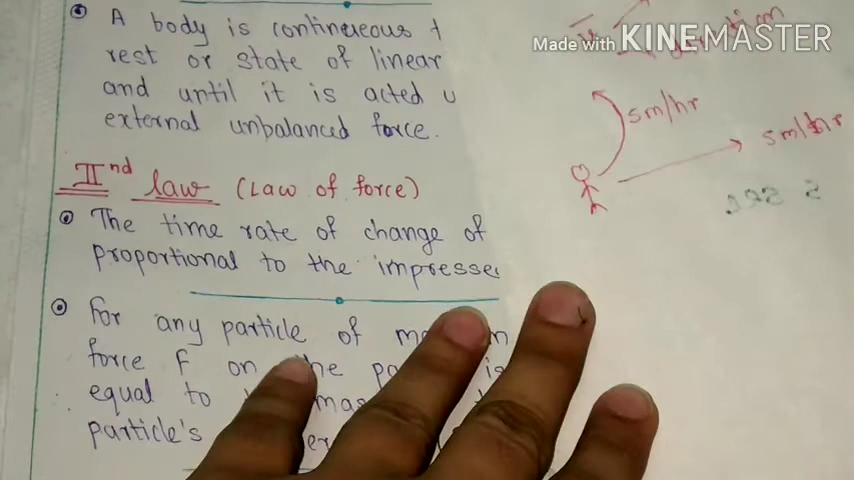 A body is continueous t
rest or state of linear
and until it is acted u
external unbalanced force.
IInd law (Law of force)
The time rate of change of
proportional to the impresse
For any particle of
force F on the
equal to
particle's
Made with KINEMASTER
5m/hr
5m/hr